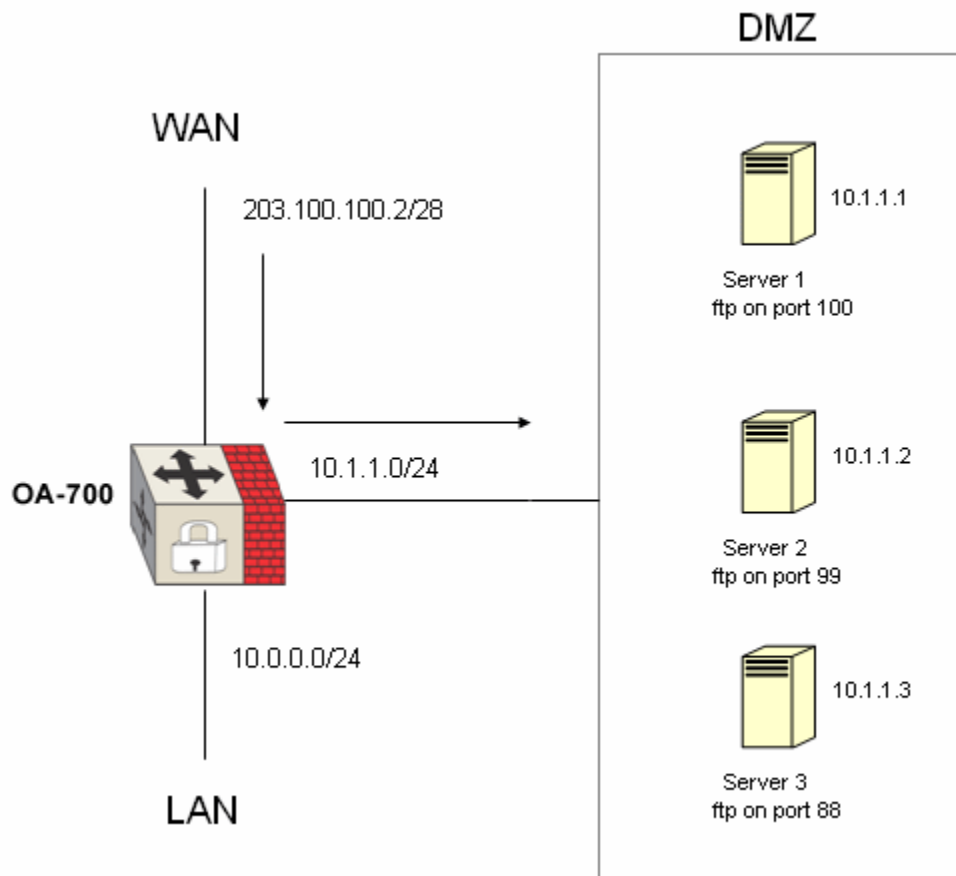 DMZ
WAN
203.100.100.2/28
10.1.1.1
Server 1
ftp on port 100
OA-700
10.1.1.0/24
10.1.1.2
Server 2
ftp on port 99
10.0.0.0/24
10.1.1.3
Server 3
ftp on port 88
LAN